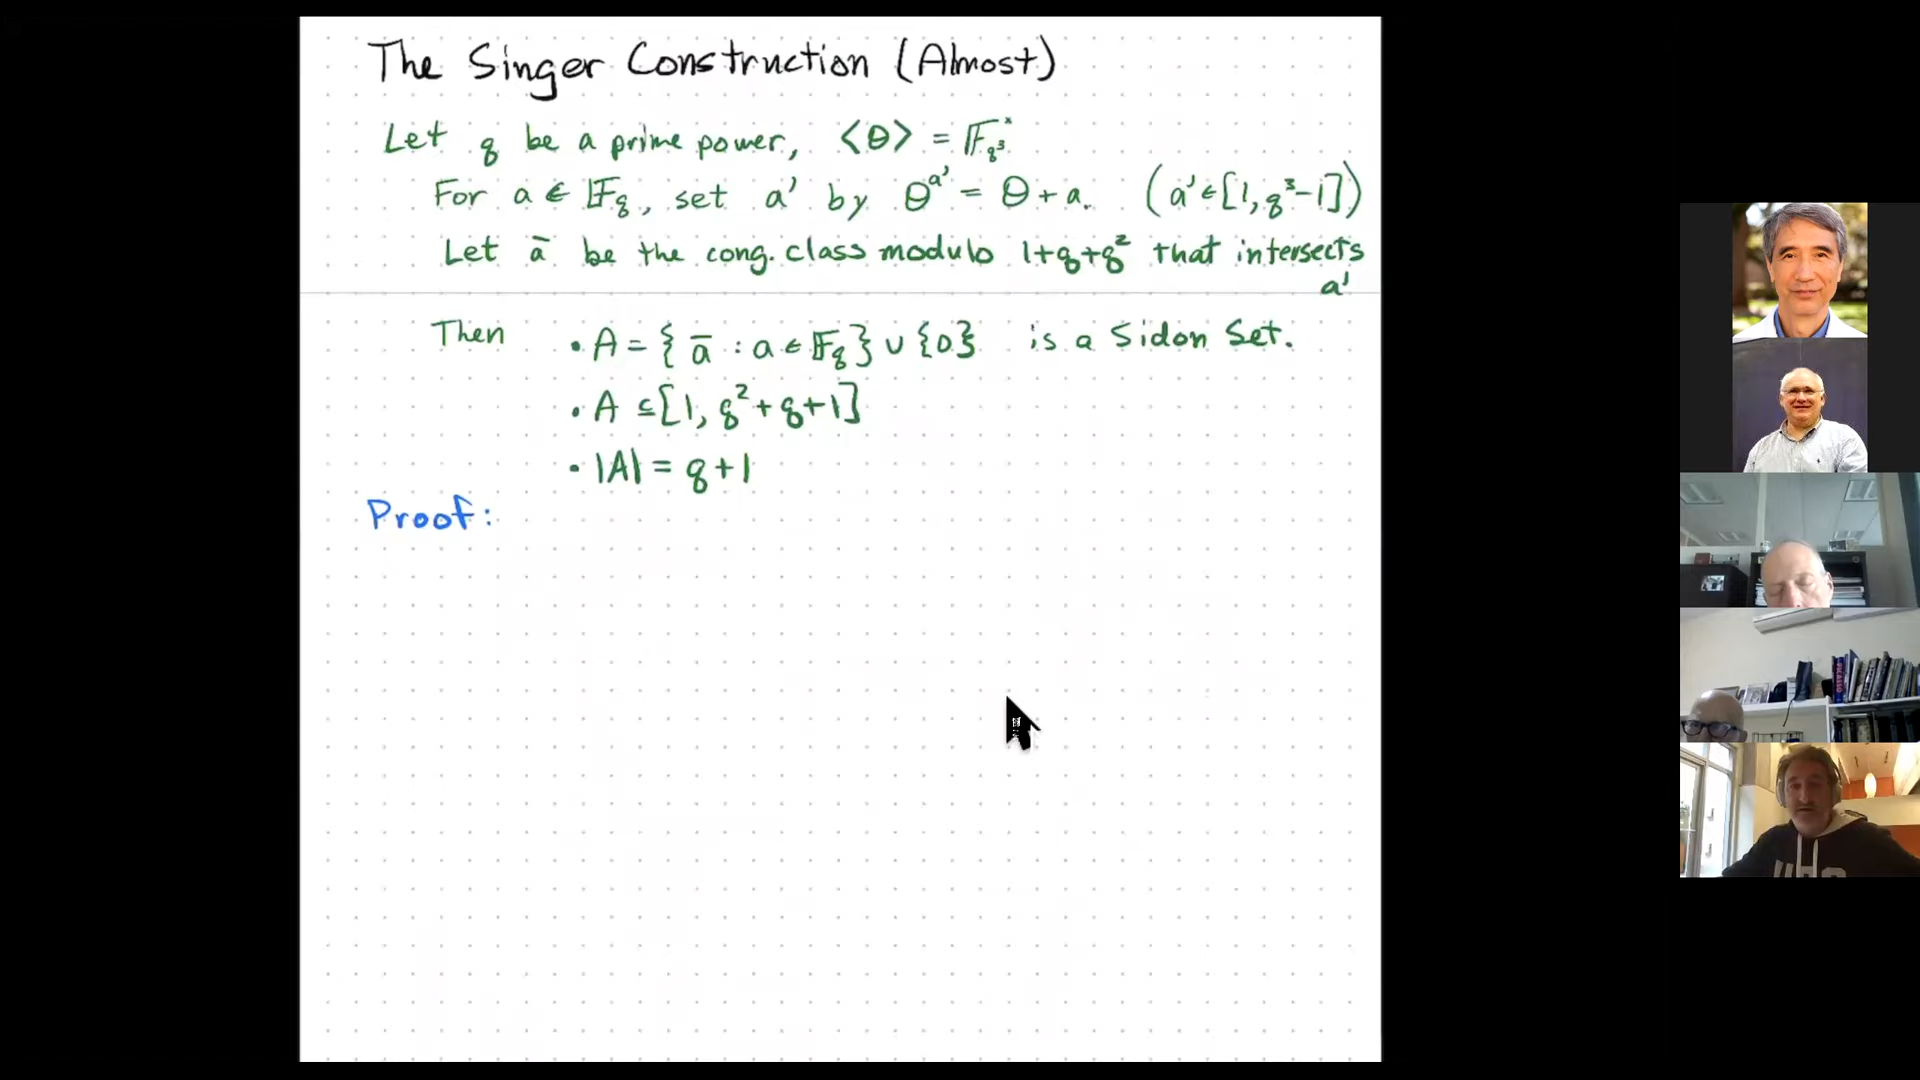 The Singer Construction (Almost)
Let q be a prime power, ⟨θ⟩ = 𝔽_{q³}^×
For a ∈ 𝔽_q, set a' by θ^{a'} = θ + a. (a' ∈ [1, q³-1])
Let ā be the cong. class modulo 1+q+q² that intersects
a'
Then • A = { ā : a ∈ 𝔽_q } ∪ {0} is a Sidon Set.
• A ⊆ [1, q²+q+1]
• |A| = q+1
Proof: